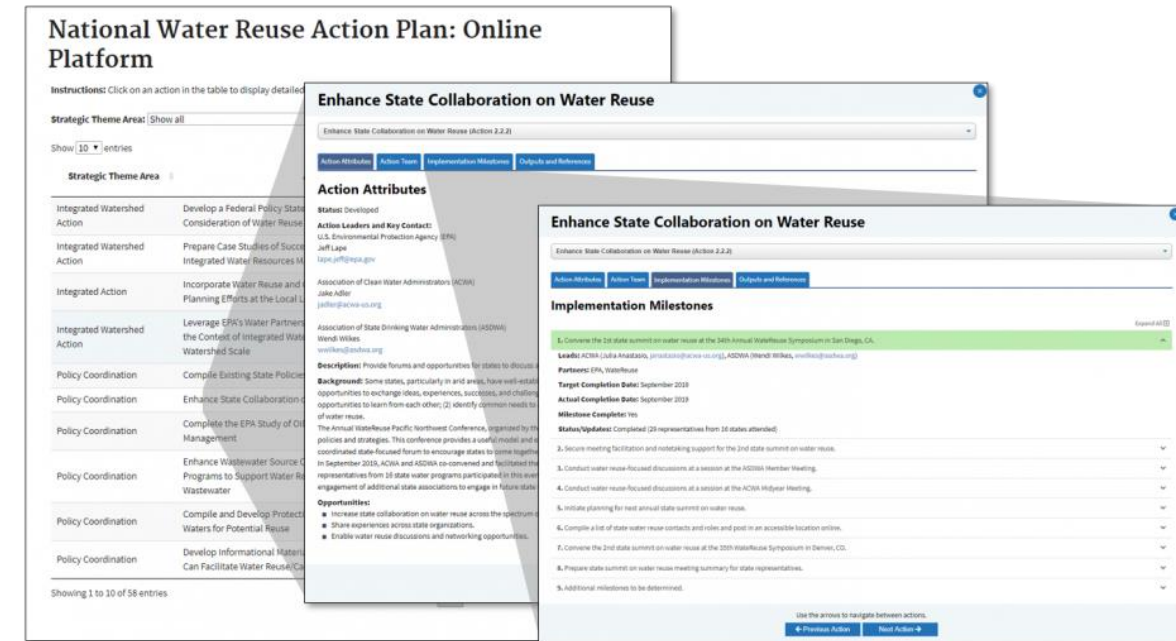 National Water Reuse Action Plan: Online
Platform
Instructions: Click on an action in the table to display detailed
Strategic Theme Area: Show all
Show 10 entries
Strategic Theme Area
Integrated Watershed
Action
Develop a Federal Policy State
Consideration of Water Reuse
Integrated Watershed
Action
Prepare Case Studies of Succe
Integrated Water Resources M
Integrated Action
Incorporate Water Reuse and
Planning Efforts at the Local L
Integrated Watershed
Action
Leverage EPA's Water Partners
the Context of Integrated Wate
Watershed Scale
Policy Coordination
Compile Existing State Policies
Policy Coordination
Enhance State Collaboration
Policy Coordination
Complete the EPA Study of Oil
Management
Policy Coordination
Enhance Wastewater Source C
Programs to Support Water Re
Wastewater
Policy Coordination
Compile and Develop Protecti
Waters for Potential Reuse
Policy Coordination
Develop Informational Materi
Can Facilitate Water Reuse/Ca
Showing 1 to 10 of 58 entries
Enhance State Collaboration on Water Reuse
Enhance State Collaboration on Water Reuse (Action 2.2.2)
Action Attributes Action Team Implementation Milestones Outputs and References
Action Attributes
Status: Developed
Action Leaders and Key Contact:
U.S. Environmental Protection Agency (EPA)
Jeff Lape
lape.jeff@epa.gov
Association of Clean Water Administrators (ACWA)
Jake Adler
jadler@acwa-us.org
Association of State Drinking Water Administrators (ASDWA)
Wendi Wilkes
wwilkes@asdwa.org
Description: Provide forums and opportunities for states to discuss
Background: Some states, particularly in arid areas, have well-establi
opportunities to exchange ideas, experiences, successes, and challeng
opportunities to learn from each other; (2) identify common needs to
of water reuse.
The Annual WateReuse Pacific Northwest Conference, organized by th
policies and strategies. This conference provides a useful model and
coordinated state-focused forum to encourage states to come togethe
In September 2019, ACWA and ASDWA co-convened and facilitated the
representatives from 16 state water programs participated in this even
engagement of additional state associations to engage in future state
Opportunities:
Increase state collaboration on water reuse across the spectrum
Share experiences across state organizations.
Enable water reuse discussions and networking opportunities.
Enhance State Collaboration on Water Reuse
Enhance State Collaboration on Water Reuse (Action 2.2.2)
Action Attributes Action Team Implementation Milestones Outputs and References
Implementation Milestones
Expand All
1. Convene the 1st state summit on water reuse at the 34th Annual WateReuse Symposium in San Diego, CA.
Leads: ACWA (Julia Anastasio, janastasio@acwa-us.org), ASDWA (Wendi Wilkes, wwilkes@asdwa.org)
Partners: EPA, WateReuse
Target Completion Date: September 2019
Actual Completion Date: September 2019
Milestone Complete: Yes
Status/Updates: Completed (29 representatives from 16 states attended)
2. Secure meeting facilitation and notetaking support for the 2nd state summit on water reuse.
3. Conduct water reuse-focused discussions at a session at the ASDWA Member Meeting.
4. Conduct water reuse-focused discussions at a session at the ACWA Midyear Meeting.
5. Initiate planning for next annual state summit on water reuse.
6. Compile a list of state water reuse contacts and roles and post in an accessible location online.
7. Convene the 2nd state summit on water reuse at the 35th WateReuse Symposium in Denver, CO.
8. Prepare state summit on water reuse meeting summary for state representatives.
9. Additional milestones to be determined.
Use the arrows to navigate between actions.
← Previous Action Next Action →